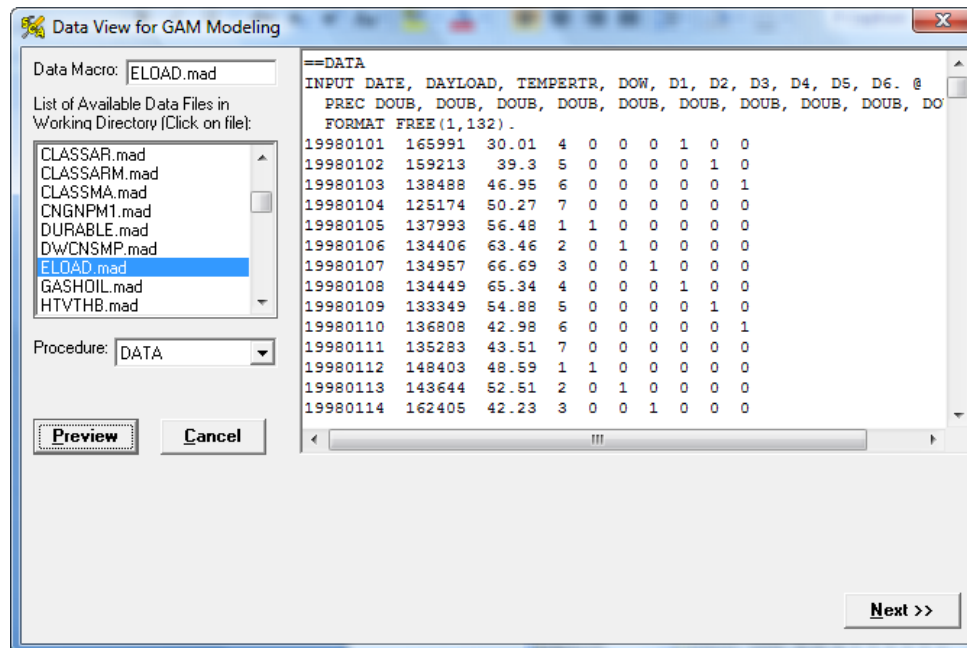 Data View for GAM Modeling
Data Macro: ELOAD.mad
List of Available Data Files in
Working Directory (Click on file):
CLASSAR.mad
CLASSARM.mad
CLASSMA.mad
CNGNPM1.mad
DURABLE.mad
DWCNSMP.mad
ELOAD.mad
GASHOIL.mad
HTVTHB.mad
Procedure: DATA
Preview Cancel
==DATA
INPUT DATE, DAYLOAD, TEMPERTR, DOW, D1, D2, D3, D4, D5, D6. @
PREC DOUB, DOUB, DOUB, DOUB, DOUB, DOUB, DOUB, DOUB, DOUB, DO
FORMAT FREE(1,132).
19980101 165991 30.01 4 0 0 0 1 0 0
19980102 159213 39.3 5 0 0 0 0 1 0
19980103 138488 46.95 6 0 0 0 0 0 1
19980104 125174 50.27 7 0 0 0 0 0 0
19980105 137993 56.48 1 1 0 0 0 0 0
19980106 134406 63.46 2 0 1 0 0 0 0
19980107 134957 66.69 3 0 0 1 0 0 0
19980108 134449 65.34 4 0 0 0 1 0 0
19980109 133349 54.88 5 0 0 0 0 1 0
19980110 136808 42.98 6 0 0 0 0 0 1
19980111 135283 43.51 7 0 0 0 0 0 0
19980112 148403 48.59 1 1 0 0 0 0 0
19980113 143644 52.51 2 0 1 0 0 0 0
19980114 162405 42.23 3 0 0 1 0 0 0
Next >>